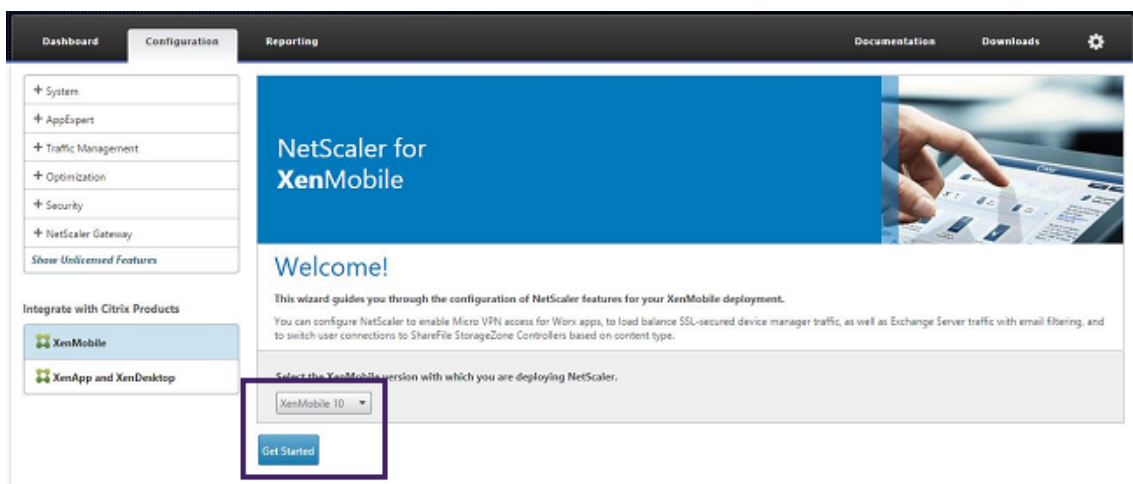 Dashboard
Configuration
Reporting
Documentation
Downloads
+ System
+ AppExpert
+ Traffic Management
+ Optimization
+ Security
+ NetScaler Gateway
Show Unlicensed Features
Integrate with Citrix Products
XenMobile
XenApp and XenDesktop
NetScaler for
XenMobile
Welcome!
This wizard guides you through the configuration of NetScaler features for your XenMobile deployment.
You can configure NetScaler to enable Micro VPN access for Worx apps, to load balance SSL-secured device manager traffic, as well as Exchange Server traffic with email filtering, and
to switch user connections to ShareFile StorageZone Controllers based on content type.
Select the XenMobile version with which you are deploying NetScaler.
XenMobile 10
Get Started